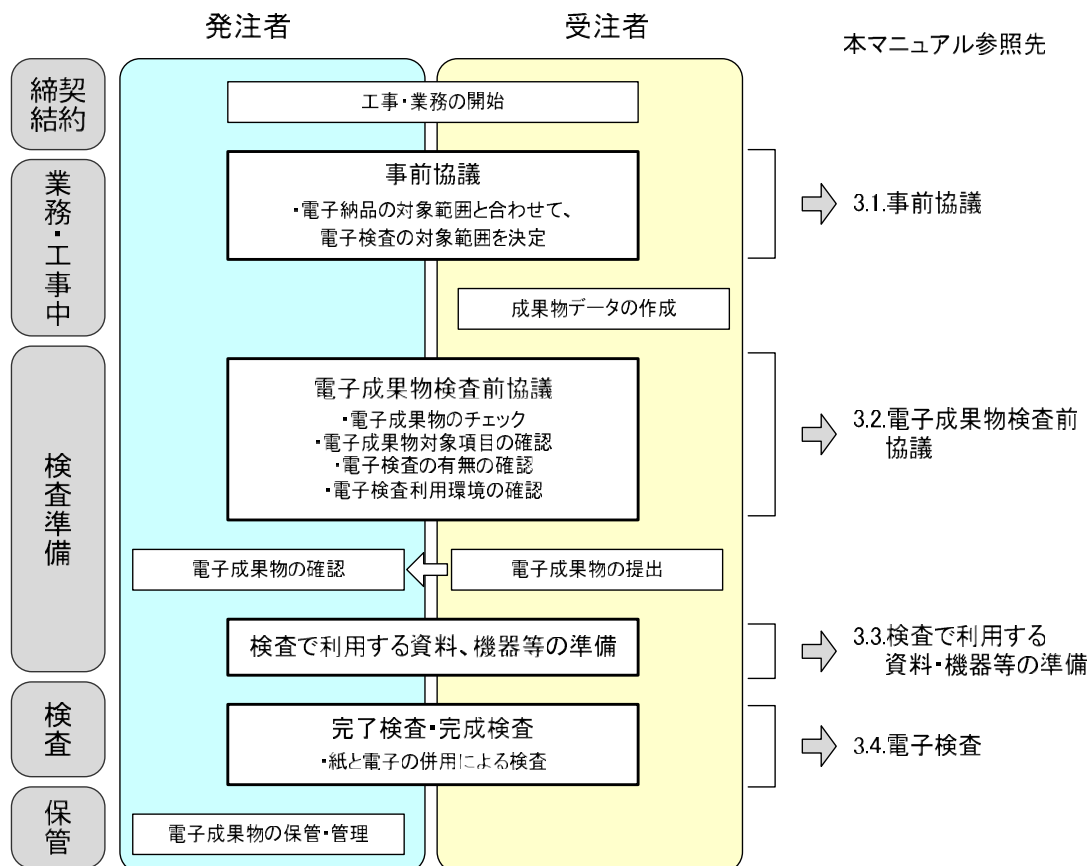 発注者
受注者
本マニュアル参照先
契約
締結
工事・業務の開始
業務・工事中
事前協議
・電子納品の対象範囲と合わせて、
電子検査の対象範囲を決定
3.1.事前協議
成果物データの作成
検査準備
電子成果物検査前協議
・電子成果物のチェック
・電子成果物対象項目の確認
・電子検査の有無の確認
・電子検査利用環境の確認
3.2.電子成果物検査前
協議
電子成果物の確認
電子成果物の提出
検査で利用する資料、機器等の準備
3.3.検査で利用する
資料・機器等の準備
検査
完了検査・完成検査
・紙と電子の併用による検査
3.4.電子検査
保管
電子成果物の保管・管理